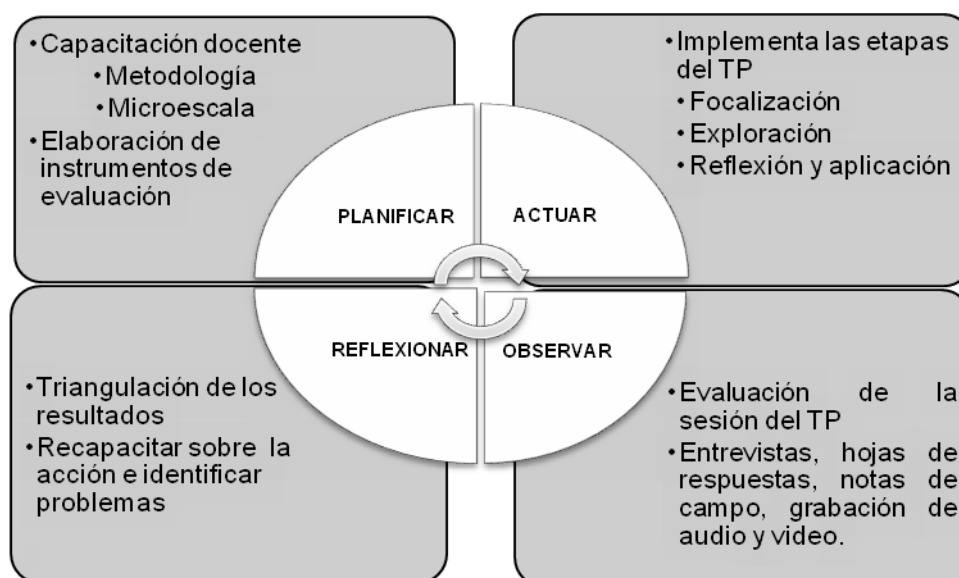 • Capacitación docente
• Metodología
• Microescala
• Elaboración de
instrumentos de
evaluación
• Implementa las etapas
del TP
• Focalización
• Exploración
• Reflexión y aplicación
PLANIFICAR
ACTUAR
REFLEXIONAR
OBSERVAR
• Triangulación de los
resultados
• Recapacitar sobre la
acción e identificar
problemas
• Evaluación de la
sesión del TP
• Entrevistas, hojas de
respuestas, notas de
campo, grabación de
audio y video.